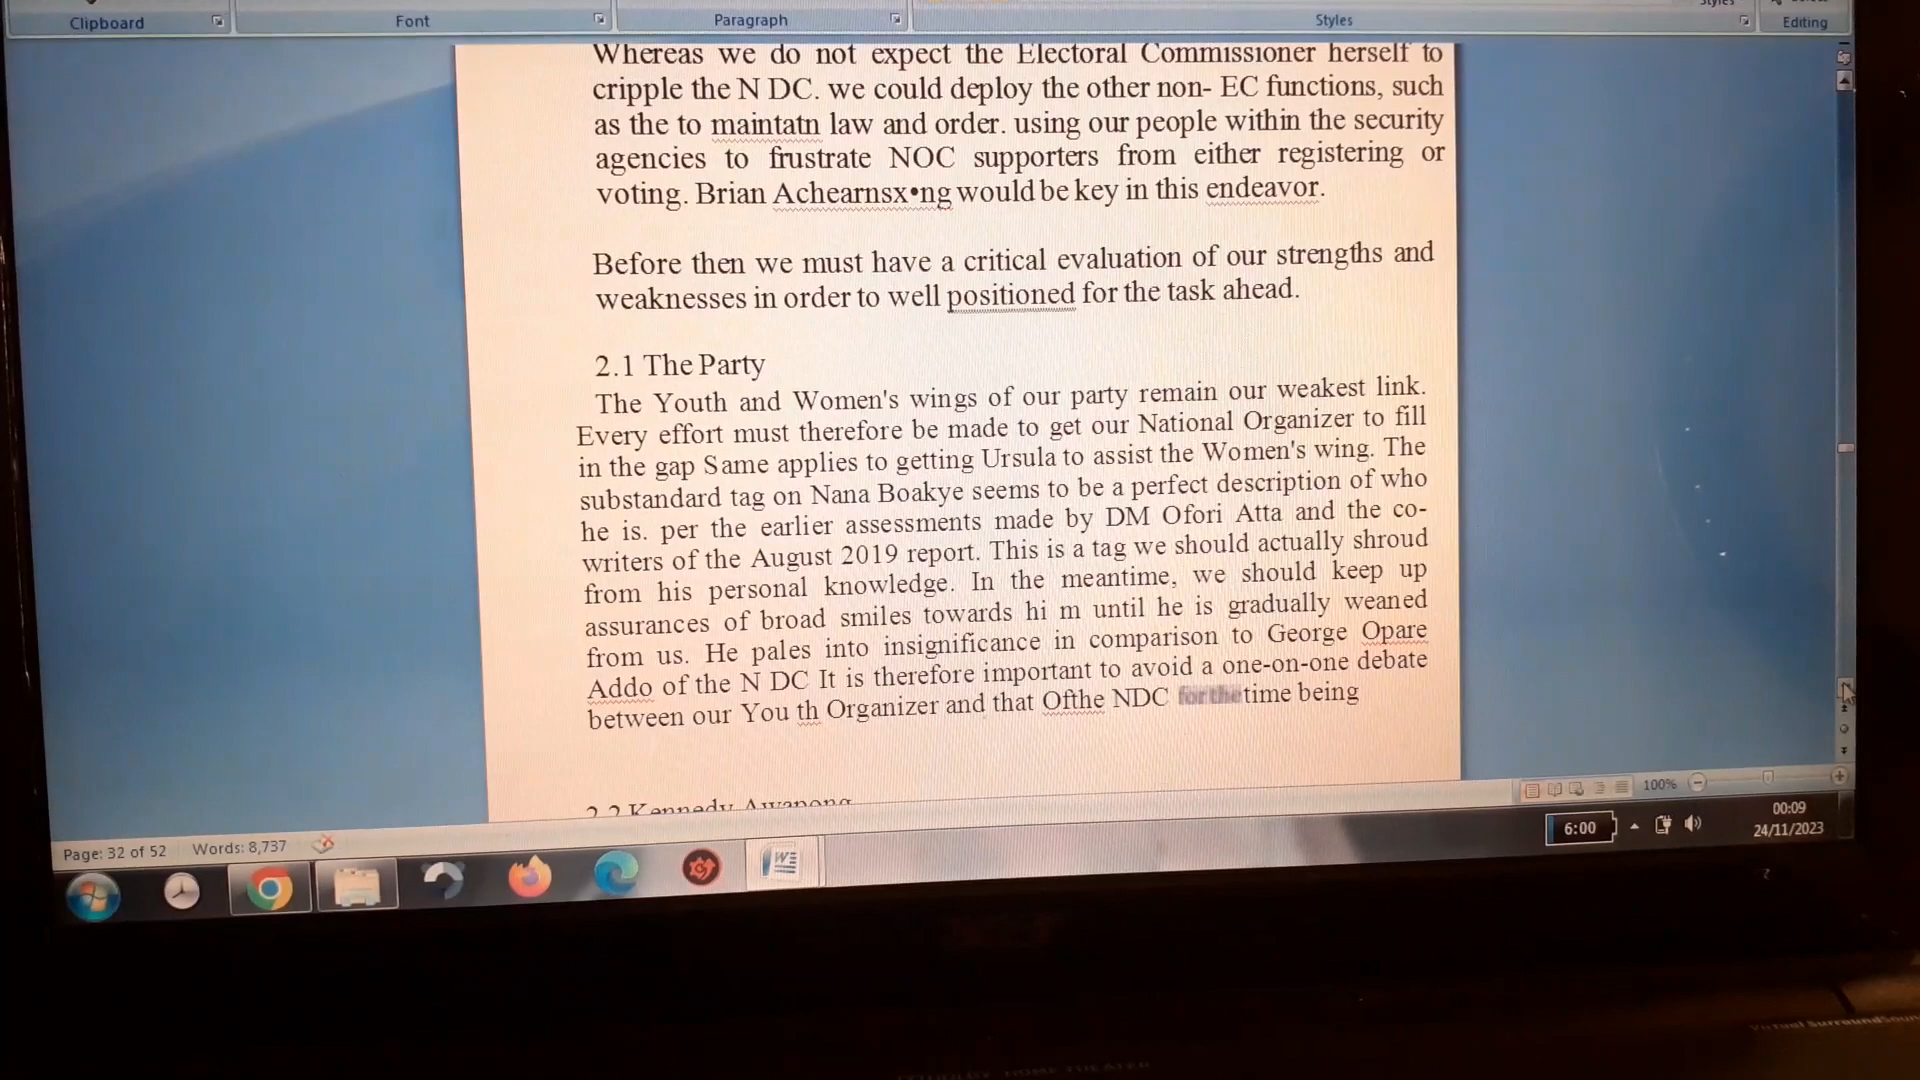 Clipboard
Font
Paragraph
Styles
Styles
Editing
Whereas we do not expect the Electoral Commissioner herself to
cripple the N DC. we could deploy the other non- EC functions, such
as the to maintatn law and order. using our people within the security
agencies to frustrate NOC supporters from either registering or
voting. Brian Achearnsx•ng would be key in this endeavor.
Before then we must have a critical evaluation of our strengths and
weaknesses in order to well positioned for the task ahead.
2.1 The Party
The Youth and Women's wings of our party remain our weakest link.
Every effort must therefore be made to get our National Organizer to fill
in the gap Same applies to getting Ursula to assist the Women's wing. The
substandard tag on Nana Boakye seems to be a perfect description of who
he is. per the earlier assessments made by DM Ofori Atta and the co-
writers of the August 2019 report. This is a tag we should actually shroud
from his personal knowledge. In the meantime, we should keep up
assurances of broad smiles towards hi m until he is gradually weaned
from us. He pales into insignificance in comparison to George Opare
Addo of the N DC It is therefore important to avoid a one-on-one debate
between our You th Organizer and that Ofthe NDC for the time being
2.2 Kennedy Awapong
100%
Page: 32 of 52
Words: 8,737
6:00
00:09
24/11/2023